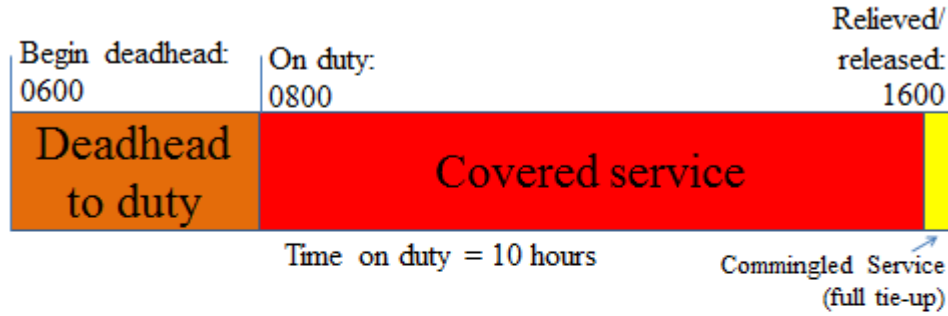 Begin deadhead:
0600
On duty:
0800
Relieved/
released:
1600
Deadhead
to duty
Covered service
Time on duty = 10 hours
Commingled Service
(full tie-up)